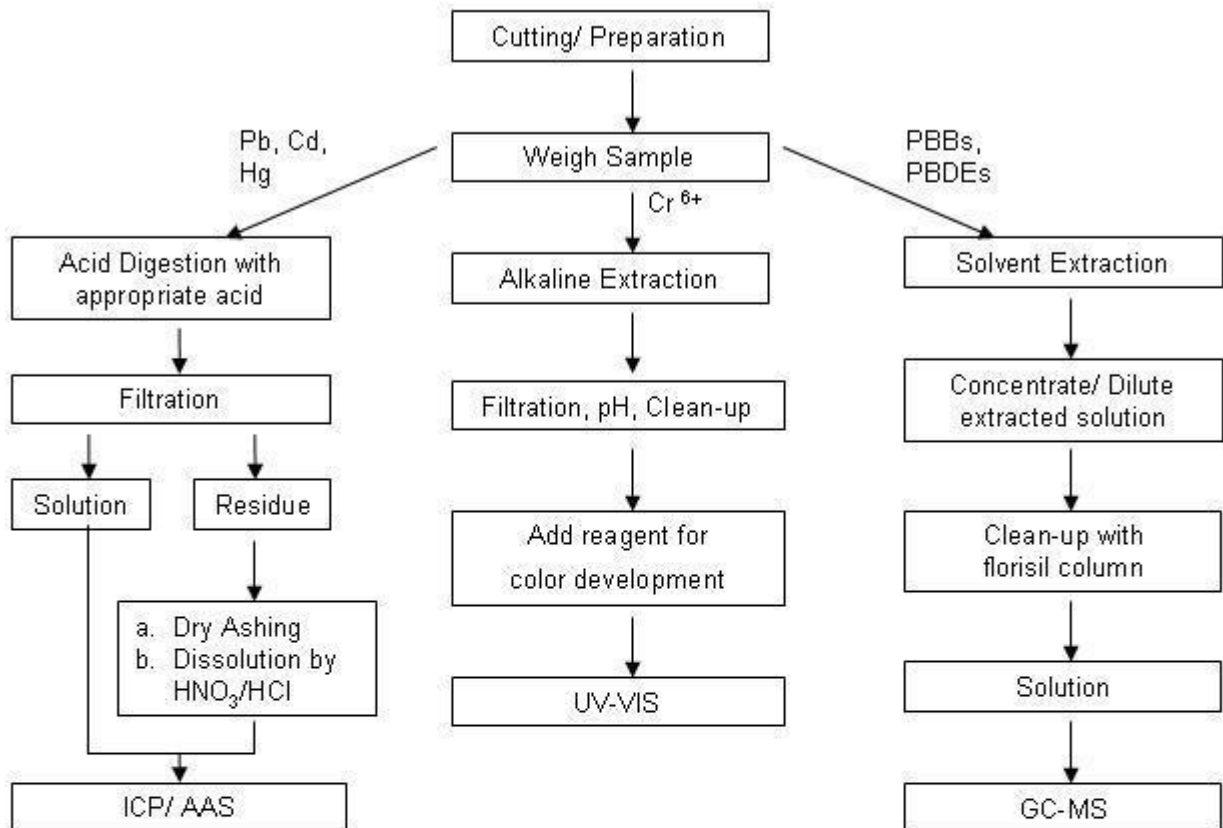 Cutting/ Preparation
Weigh Sample
Pb, Cd,
Hg
Cr 6+
PBBs,
PBDEs
Acid Digestion with
appropriate acid
Filtration
Solution
Residue
a. Dry Ashing
b. Dissolution by
HNO3/HCl
ICP/ AAS
Alkaline Extraction
Filtration, pH, Clean-up
Add reagent for
color development
UV-VIS
Solvent Extraction
Concentrate/ Dilute
extracted solution
Clean-up with
florisil column
Solution
GC-MS